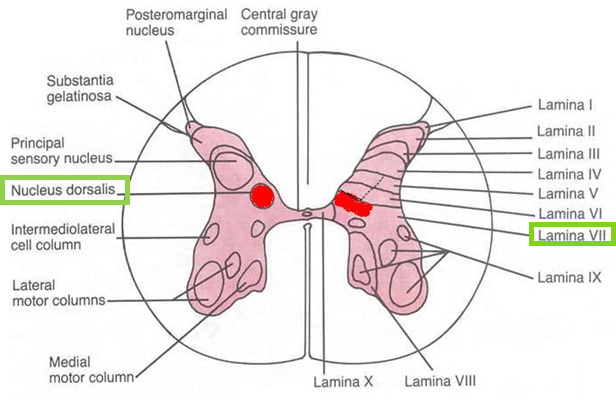 Posteromarginal
nucleus
Central gray
commissure
Substantia
gelatinosa
Principal
sensory nucleus
Nucleus dorsalis
Intermediolateral
cell column
Lateral
motor columns
Medial
motor column
Lamina I
Lamina II
Lamina III
Lamina IV
Lamina V
Lamina VI
Lamina VII
Lamina IX
Lamina X
Lamina VIII